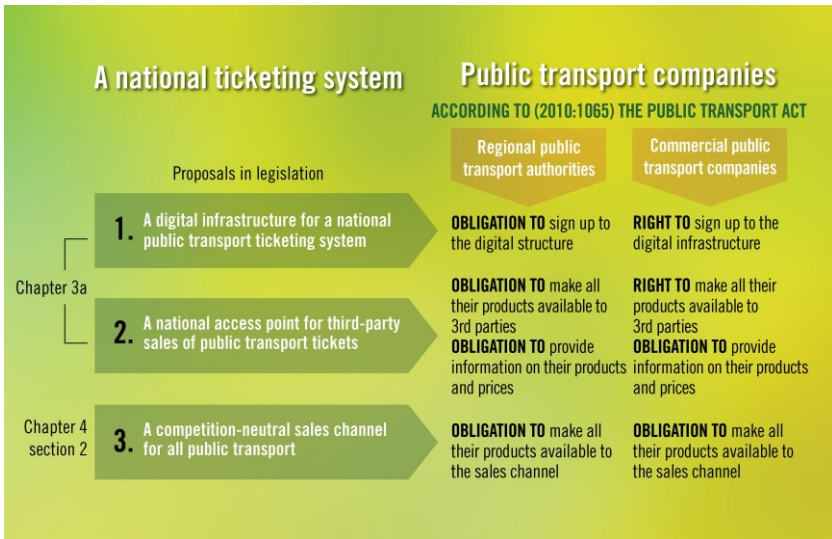 A national ticketing system
Public transport companies
ACCORDING TO (2010:1065) THE PUBLIC TRANSPORT ACT
Regional public
transport authorities
Commercial public
transport companies
Proposals in legislation
Chapter 3a
1. A digital infrastructure for a national
public transport ticketing system
OBLIGATION TO sign up to
the digital structure
RIGHT TO sign up to the
digital infrastructure
2. A national access point for third-party
sales of public transport tickets
OBLIGATION TO make all
their products available to
3rd parties
OBLIGATION TO provide
information on their products
and prices
RIGHT TO make all their
products available to
3rd parties
OBLIGATION TO provide
information on their products
and prices
Chapter 4
section 2
3. A competition-neutral sales channel
for all public transport
OBLIGATION TO make all
their products available to
the sales channel
OBLIGATION TO make all
their products available to
the sales channel